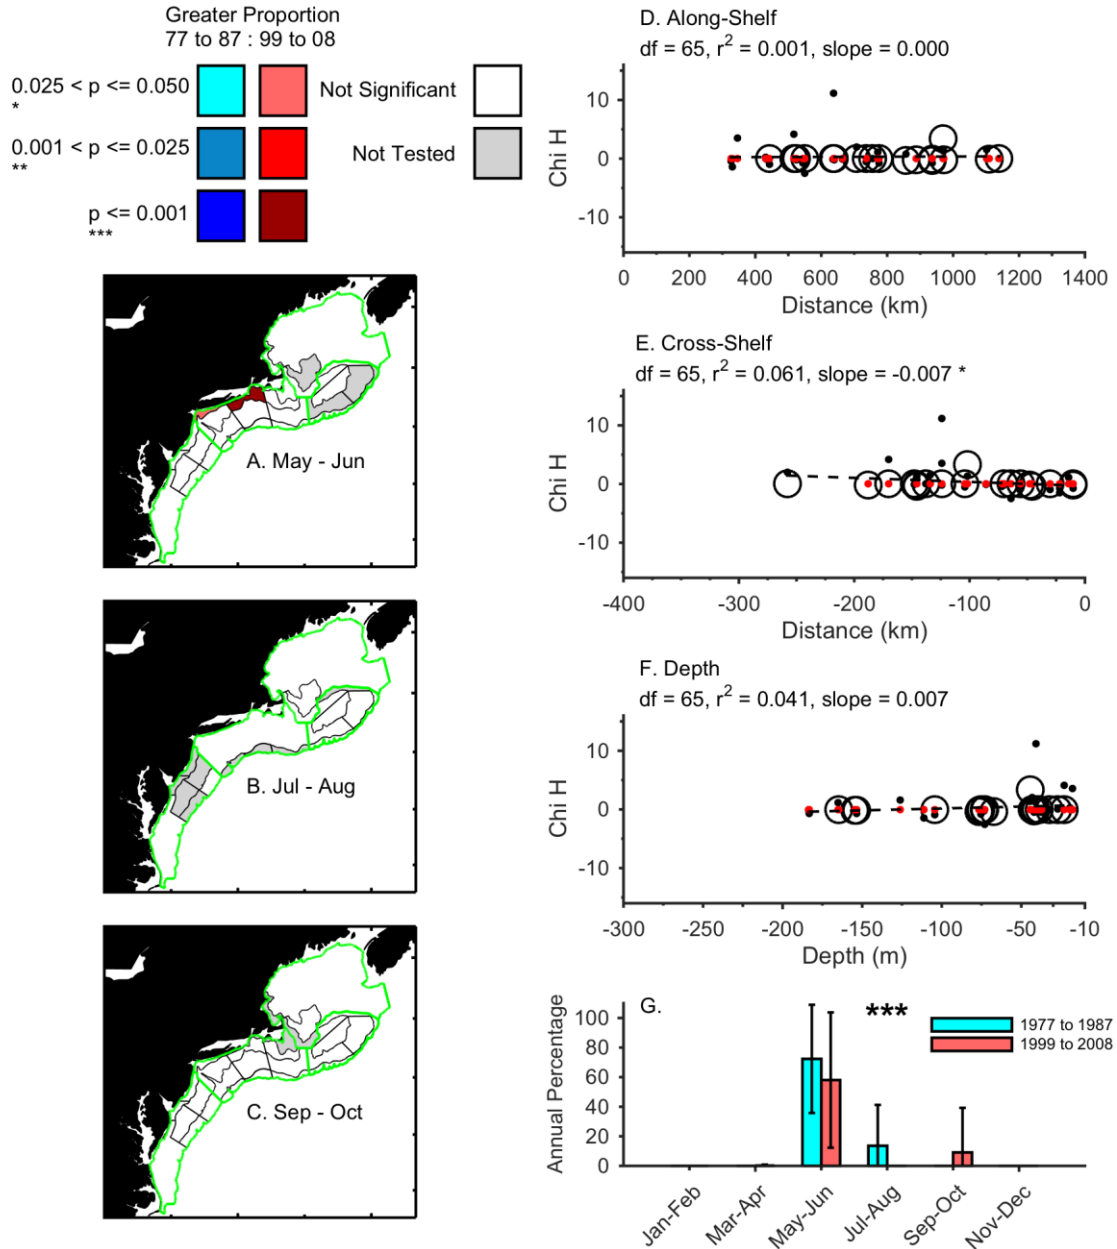 Greater Proportion
77 to 87 : 99 to 08
0.025 < p <= 0.050
*
0.001 < p <= 0.025
**
p <= 0.001
***
Not Significant
Not Tested
A. May - Jun
B. Jul - Aug
C. Sep - Oct
D. Along-Shelf
df = 65, r² = 0.001, slope = 0.000
Chi H
10
0
-10
0 200 400 600 800 1000 1200 1400
Distance (km)
E. Cross-Shelf
df = 65, r² = 0.061, slope = -0.007 *
Chi H
10
0
-10
-400 -300 -200 -100 0
Distance (km)
F. Depth
df = 65, r² = 0.041, slope = 0.007
Chi H
10
0
-10
-300 -250 -200 -150 -100 -50 -10
Depth (m)
G.
***
1977 to 1987
1999 to 2008
Annual Percentage
100
80
60
40
20
0
Jan-Feb
Mar-Apr
May-Jun
Jul-Aug
Sep-Oct
Nov-Dec